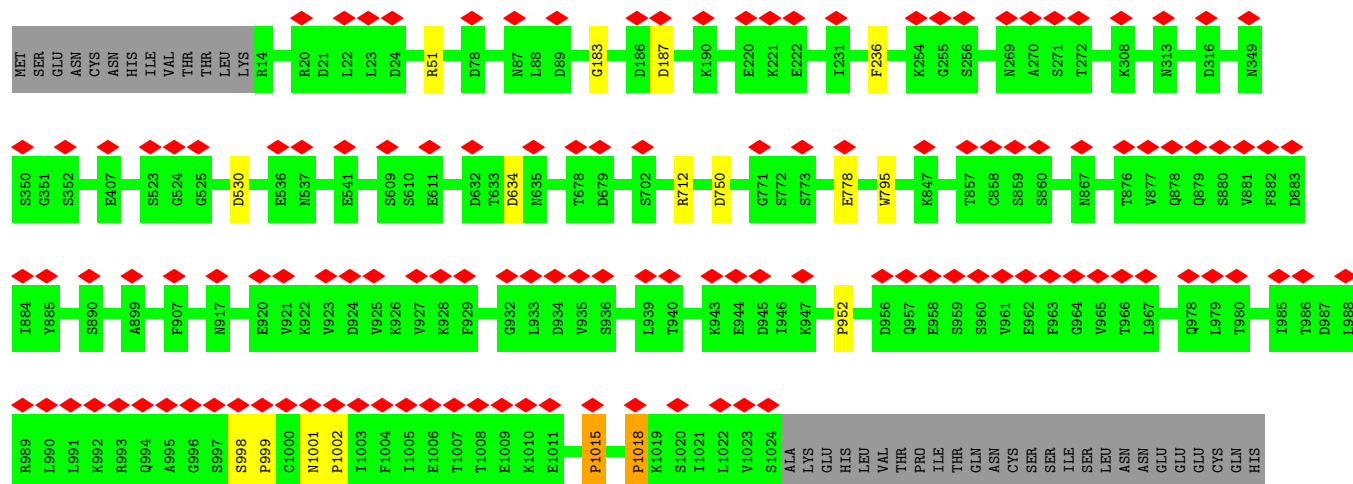 MET SER GLU ASN CYS ASN HIS ILE VAL THR THR LEU LYS R14 R20 D21 L22 L23 D24 R51 D78 N87 L88 D89 G183 D186 D187 K190 E220 K221 E222 I231 F236 K254 G255 S256 N269 A270 S271 T272 K308 N313 D316 N349
S350 G351 S352 E407 S523 G524 G525 D530 E536 N537 E541 S609 S610 E611 D632 T633 D634 N635 T678 D679 S702 R712 D750 G771 S772 S773 E778 W795 K847 T857 C858 S859 S860 N867 T876 V877 Q878 Q879 S880 V881 F882 D883
I884 Y885 S890 A899 F907 N917 E920 V921 K922 V923 D924 V925 K926 V927 K928 F929 G932 L933 D934 V935 S936 L939 T940 K943 E944 D945 I946 K947 P952 D956 Q957 E958 S959 S960 V961 E962 F963 G964 V965 T966 L967 Q978 L979 T980 I985 T986 D987 L988
R989 L990 L991 K992 R993 Q994 A995 G996 S997 S998 P999 C1000 N1001 P1002 I1003 F1004 I1005 E1006 T1007 T1008 E1009 K1010 E1011 P1015 P1018 K1019 S1020 I1021 L1022 V1023 S1024 ALA LYS GLU HIS LEU VAL THR PRO ILE THR GLN ASN CYS SER SER ILE SER LEU ASN ASN GLU GLU GLU CYS GLN HIS